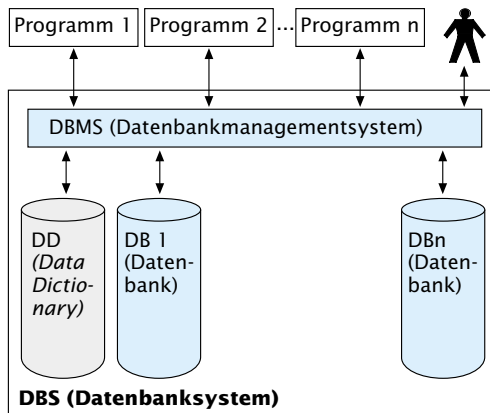 Programm 1 Programm 2 ... Programm n
DBMS (Datenbankmanagementsystem)
DD
(Data
Dictio-
nary)
DB 1
(Daten-
bank)
DBn
(Daten-
bank)
DBS (Datenbanksystem)